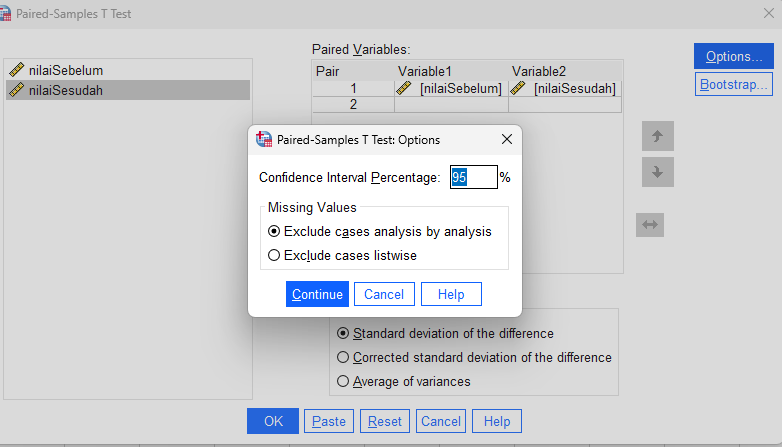 Paired-Samples T Test
Paired Variables:
nilaiSebelum
nilaiSesudah
Pair Variable1 Variable2
1 [nilaiSebelum] [nilaiSesudah]
2
Options...
Bootstrap...
Paired-Samples T Test: Options
Confidence Interval Percentage: 95 %
Missing Values
Exclude cases analysis by analysis
Exclude cases listwise
Continue Cancel Help
Standard deviation of the difference
Corrected standard deviation of the difference
Average of variances
OK Paste Reset Cancel Help